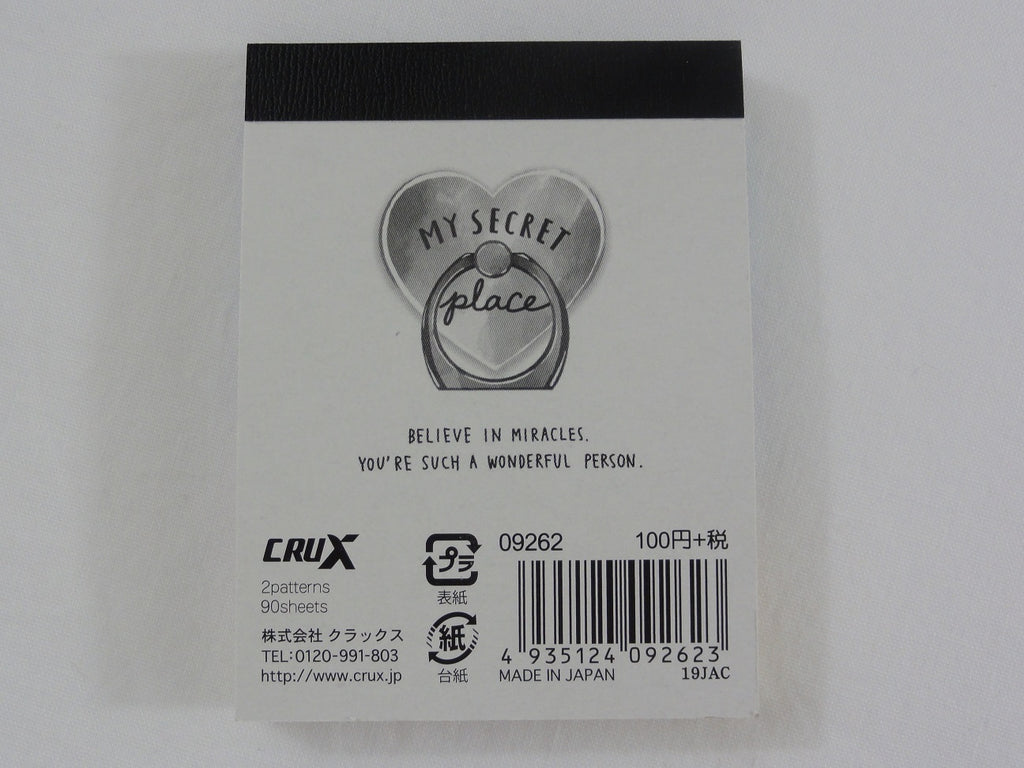 MY SECRET
place
BELIEVE IN MIRACLES.
YOU'RE SUCH A WONDERFUL PERSON.
CRUX
2patterns
90sheets
株式会社 クラックス
TEL:0120-991-803
http://www.crux.jp
プラ
表紙
紙
台紙
09262 100円+税
4 935124 092623
MADE IN JAPAN 19JAC